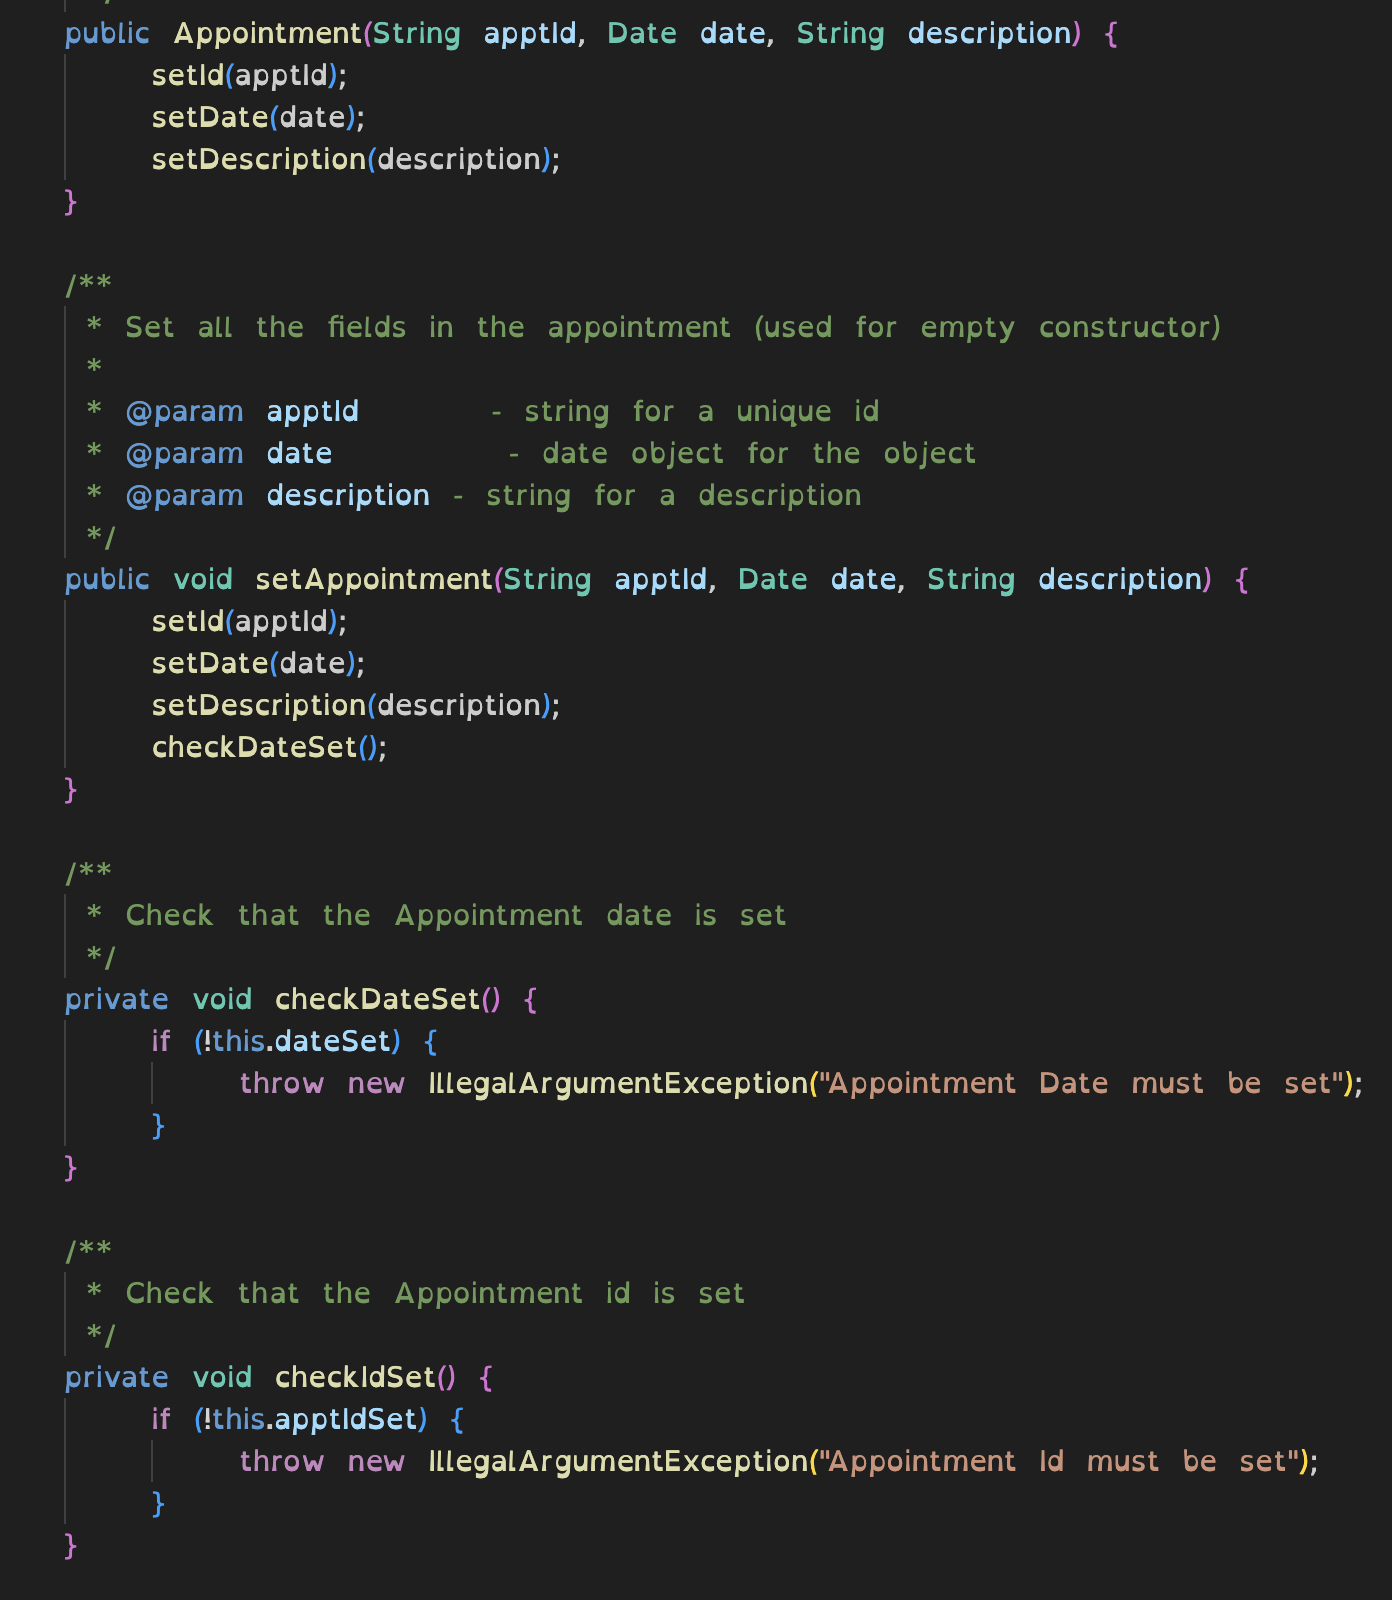 public Appointment(String apptId, Date date, String description) {
setId(apptId);
setDate(date);
setDescription(description);
}
/**
* Set all the fields in the appointment (used for empty constructor)
*
* @param apptId - string for a unique id
* @param date - date object for the object
* @param description - string for a description
*/
public void setAppointment(String apptId, Date date, String description) {
setId(apptId);
setDate(date);
setDescription(description);
checkDateSet();
}
/**
* Check that the Appointment date is set
*/
private void checkDateSet() {
if (!this.dateSet) {
throw new IllegalArgumentException("Appointment Date must be set");
}
}
/**
* Check that the Appointment id is set
*/
private void checkIdSet() {
if (!this.apptIdSet) {
throw new IllegalArgumentException("Appointment Id must be set");
}
}